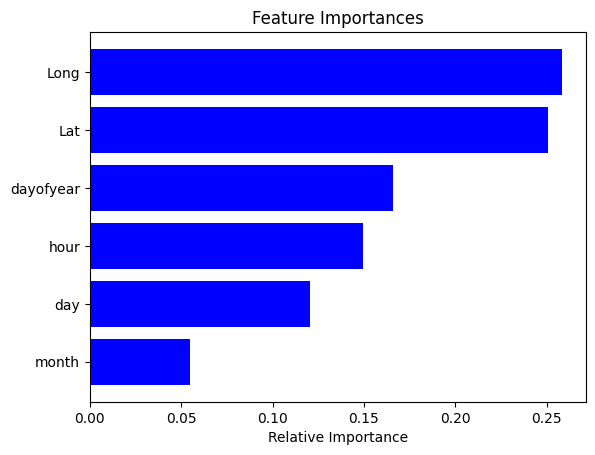 Feature Importances
Long
Lat
dayofyear
hour
day
month
0.00 0.05 0.10 0.15 0.20 0.25
Relative Importance